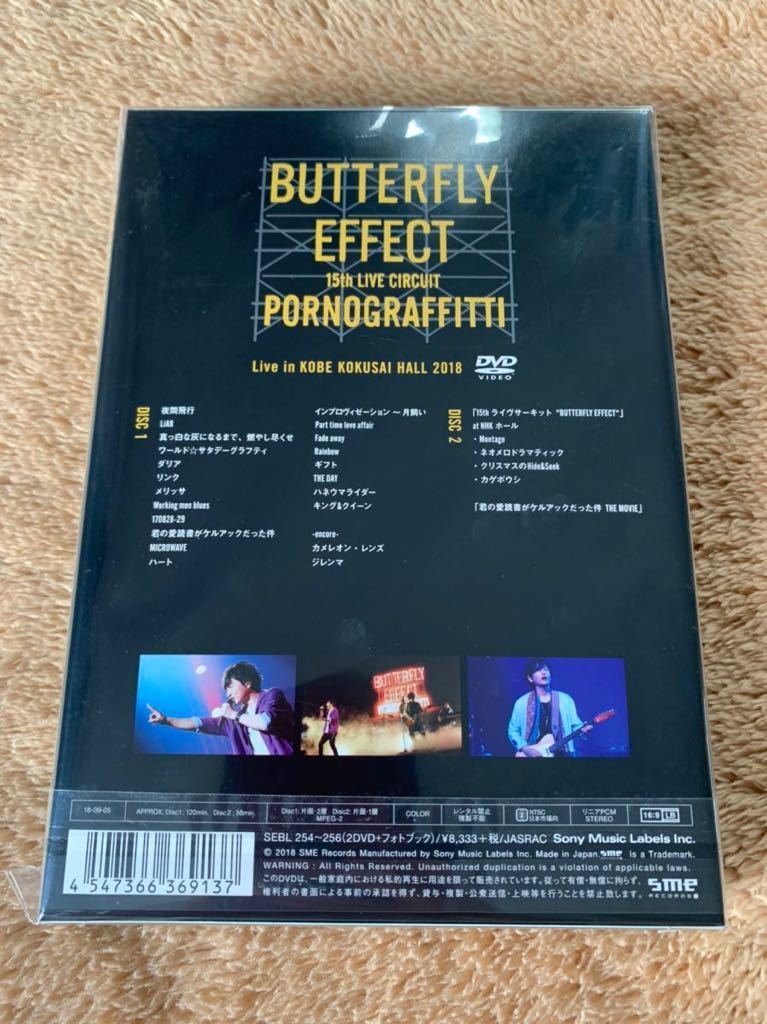 BUTTERFLY
EFFECT
15th LIVE CIRCUIT
PORNOGRAFFITTI
Live in KOBE KOKUSAI HALL 2018 DVD
VIDEO
DISC 1
夜間飛行
LiAR
真っ白な灰になるまで、燃やし尽くせ
ワールド☆サタデーグラフティ
ダリア
リンク
メリッサ
Working men blues
170828-29
君の愛読書がケルアックだった件
MICROWAVE
ハート
インプロヴィゼーション ～ 月飼い
Part time love affair
Fade away
Rainbow
ギフト
THE DAY
ハネウマライダー
キング&クイーン
-encore-
カメレオン・レンズ
ジレンマ
DISC 2
「15th ライヴサーキット "BUTTERFLY EFFECT"」
at NHK ホール
・Montage
・ネオメロドラマティック
・クリスマスのHide&Seek
・カゲボウシ
「君の愛読書がケルアックだった件 THE MOVIE」
BUTTERFLY
EFFECT
18-09-05 APPROX. Disc1: 120min. Disc2: 38min. Disc1: 片面・2層 Disc2: 片面・1層
MPEG-2
COLOR
レンタル禁止
複製不能
NTSC
日本市場向
リニアPCM
STEREO
16:9 LB
SEBL 254~256(2DVD+フォトブック)/¥8,333+税/JASRAC Sony Music Labels Inc.
© 2018 SME Records Manufactured by Sony Music Labels Inc. Made in Japan. sme is a Trademark.
WARNING : All Rights Reserved. Unauthorized duplication is a violation of applicable laws.
このDVDは、一般家庭内における私的再生に用途を限って販売されています。従って有償・無償に拘らず、
権利者の書面による事前の承諾を得ず、貸与・複製・公衆送信・上映等を行うことを禁止致します。
sme
RECORDS
4 547366 369137